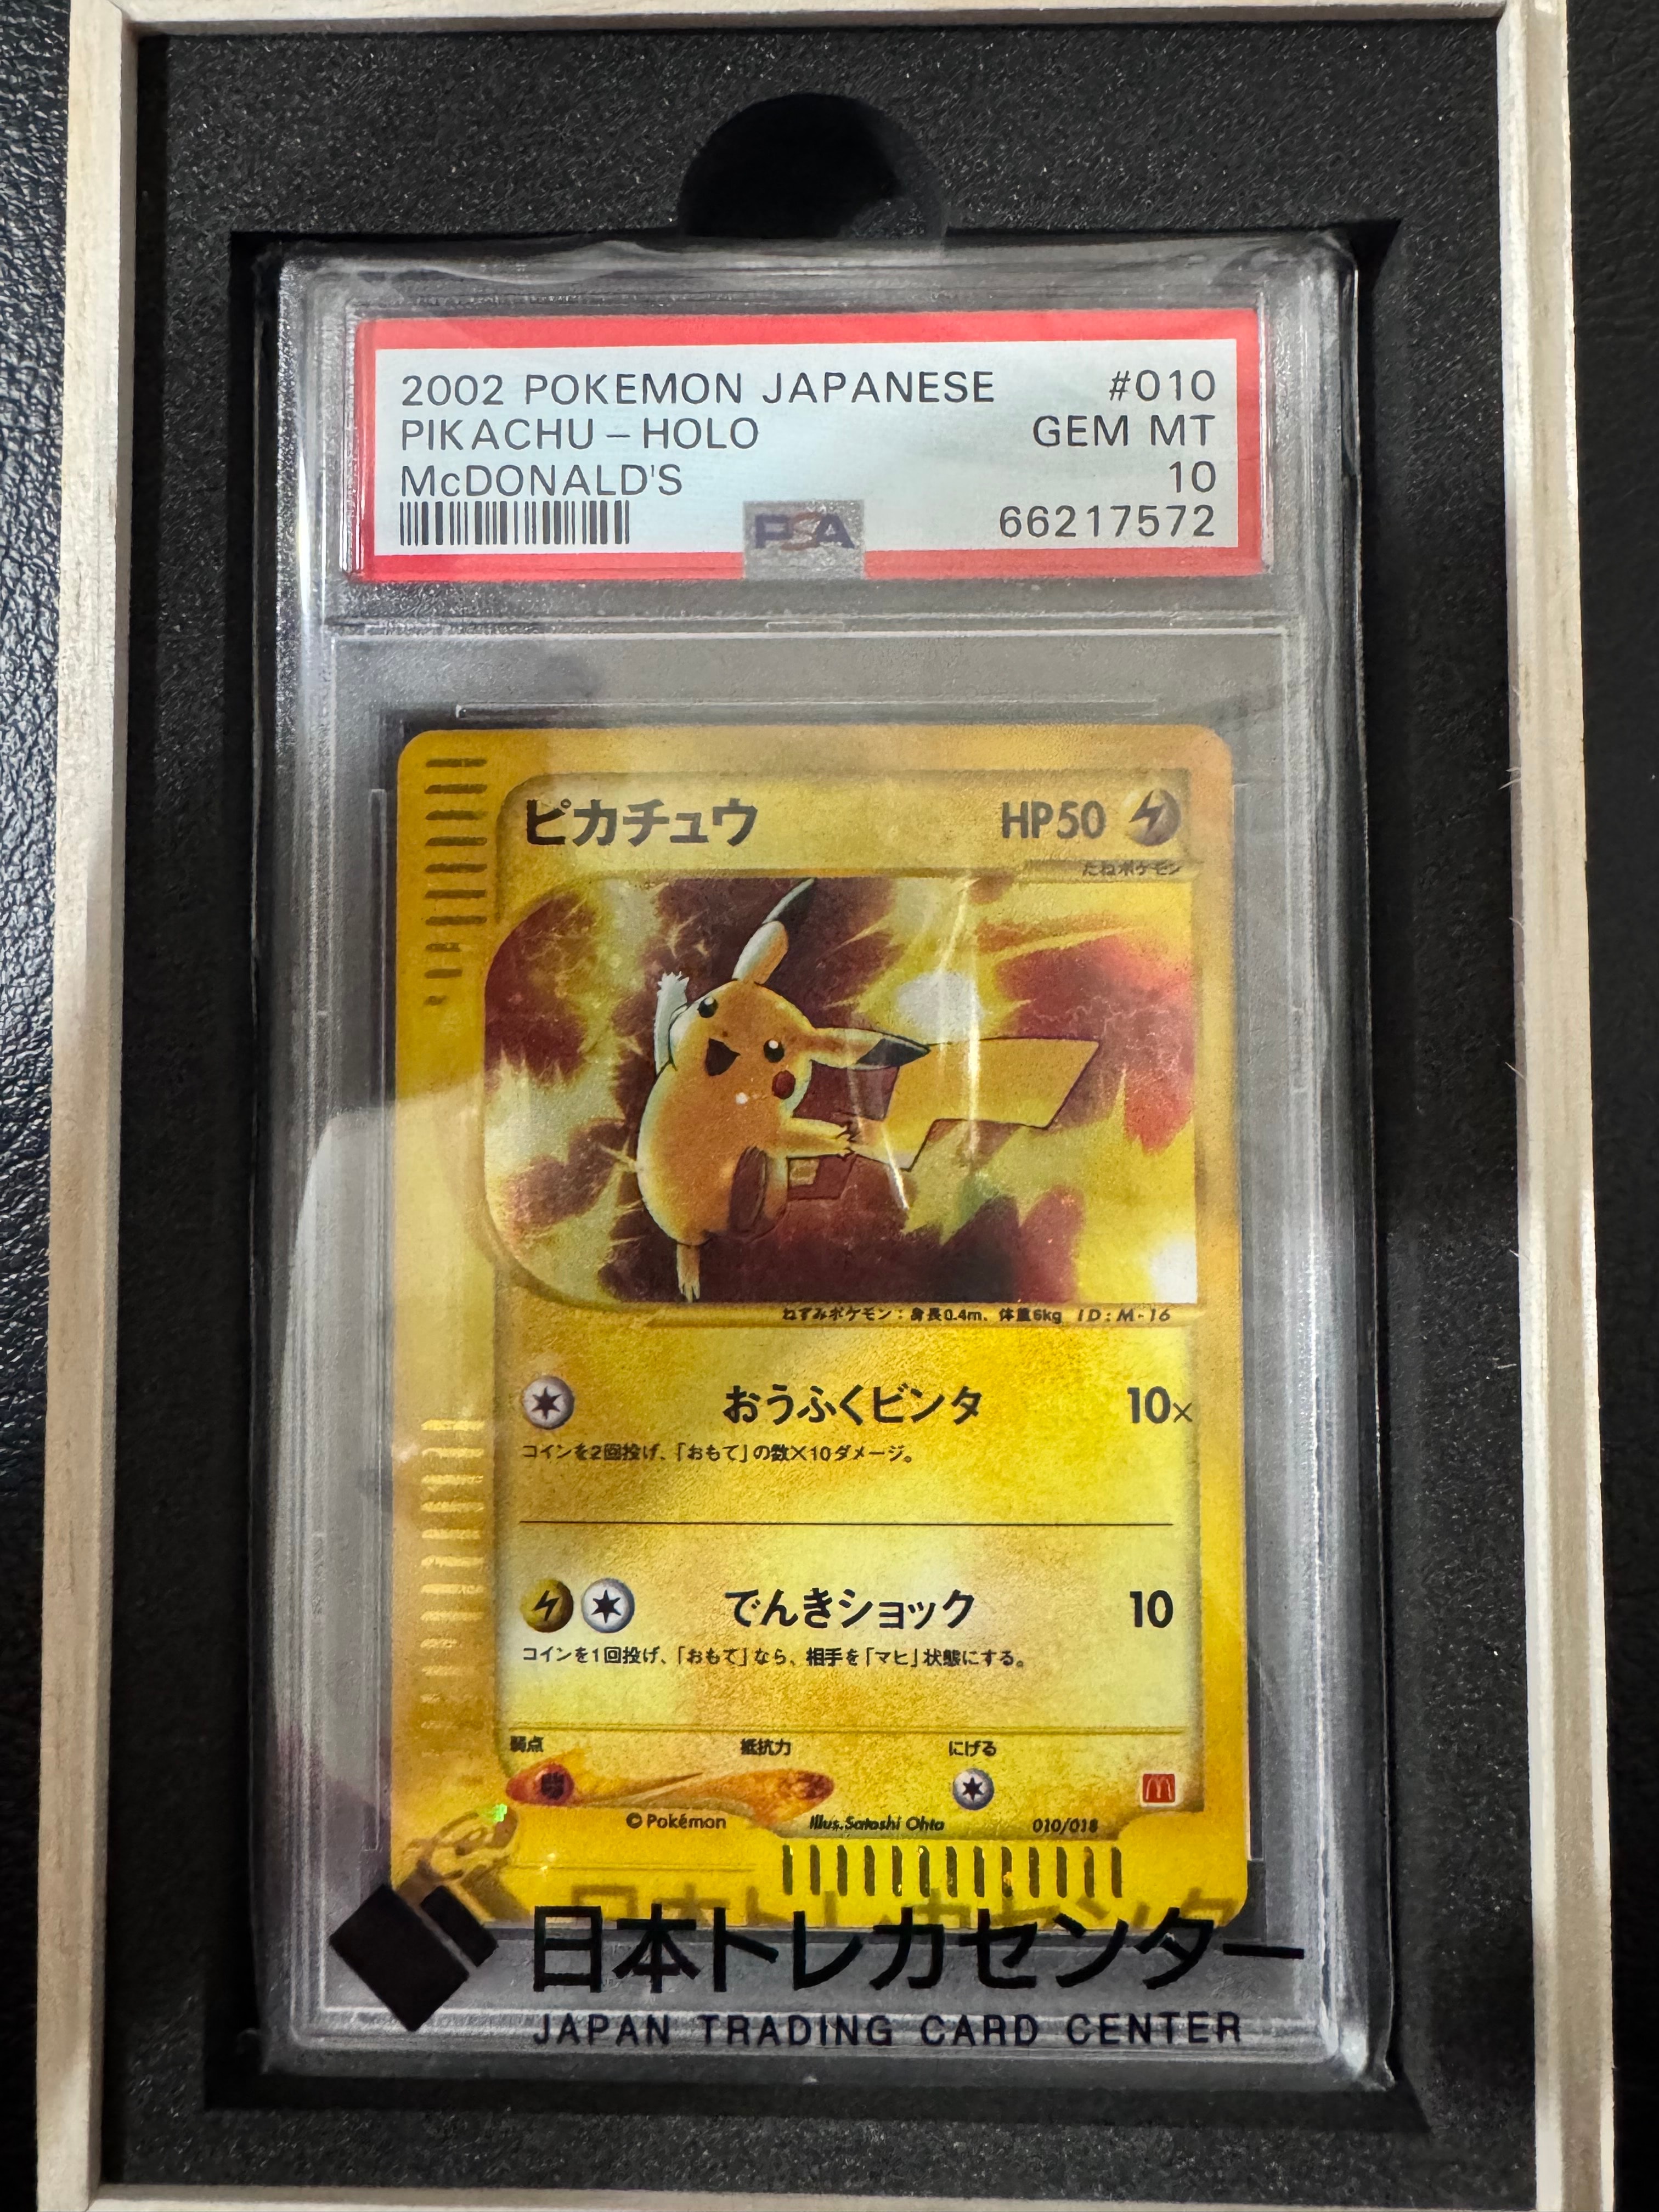 2002 POKEMON JAPANESE #010
PIKACHU - HOLO GEM MT
McDONALD'S 10
PSA 66217572
ピカチュウ HP50
たねポケモン
ねずみポケモン:身長0.4m、体重6kg ID:M-16
おうふくビンタ 10×
コインを2回投げ、「おもて」の数×10ダメージ。
でんきショック 10
コインを1回投げ、「おもて」なら、相手を「マヒ」状態にする。
弱点 抵抗力 にげる
© Pokémon Illus.Satoshi Ohta 010/018
日本トレカセンター
JAPAN TRADING CARD CENTER